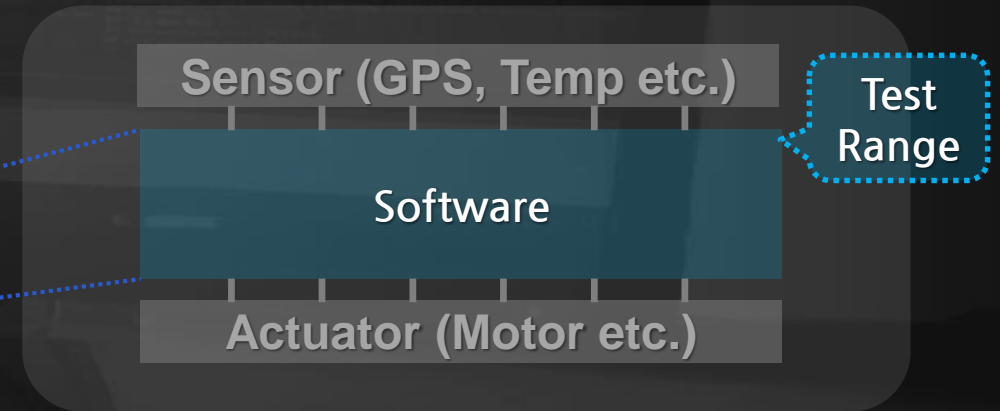 Sensor (GPS, Temp etc.)
Test
Range
Software
Actuator (Motor etc.)